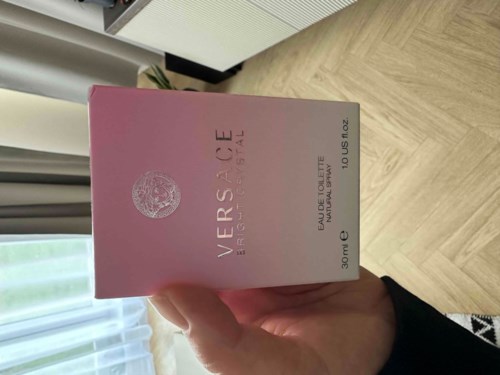 VERSACE
BRIGHT CRYSTAL
EAU DE TOILETTE
NATURAL SPRAY
30 ml ℮ 1.0 US fl.oz.